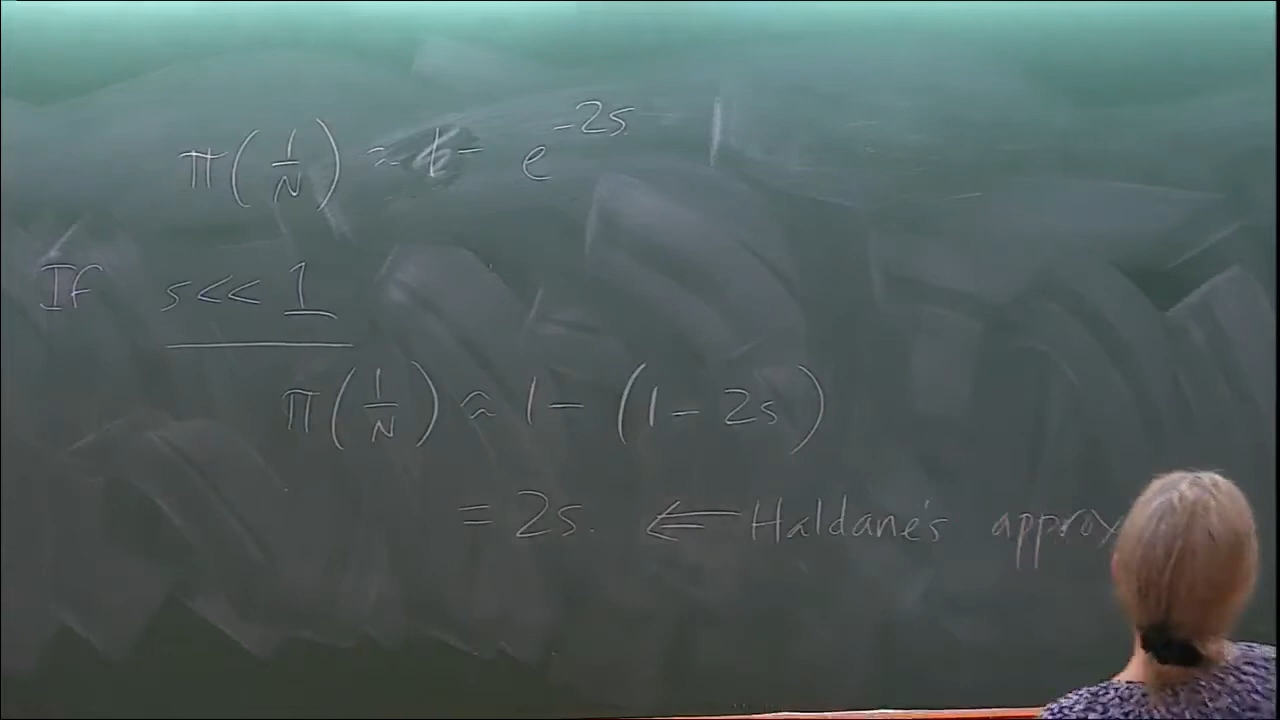 π(1/N) ≈ 1 - e^{-2s}
If s << 1
π(1/N) ≈ 1 - (1 - 2s)
= 2s. ← Haldane's approx